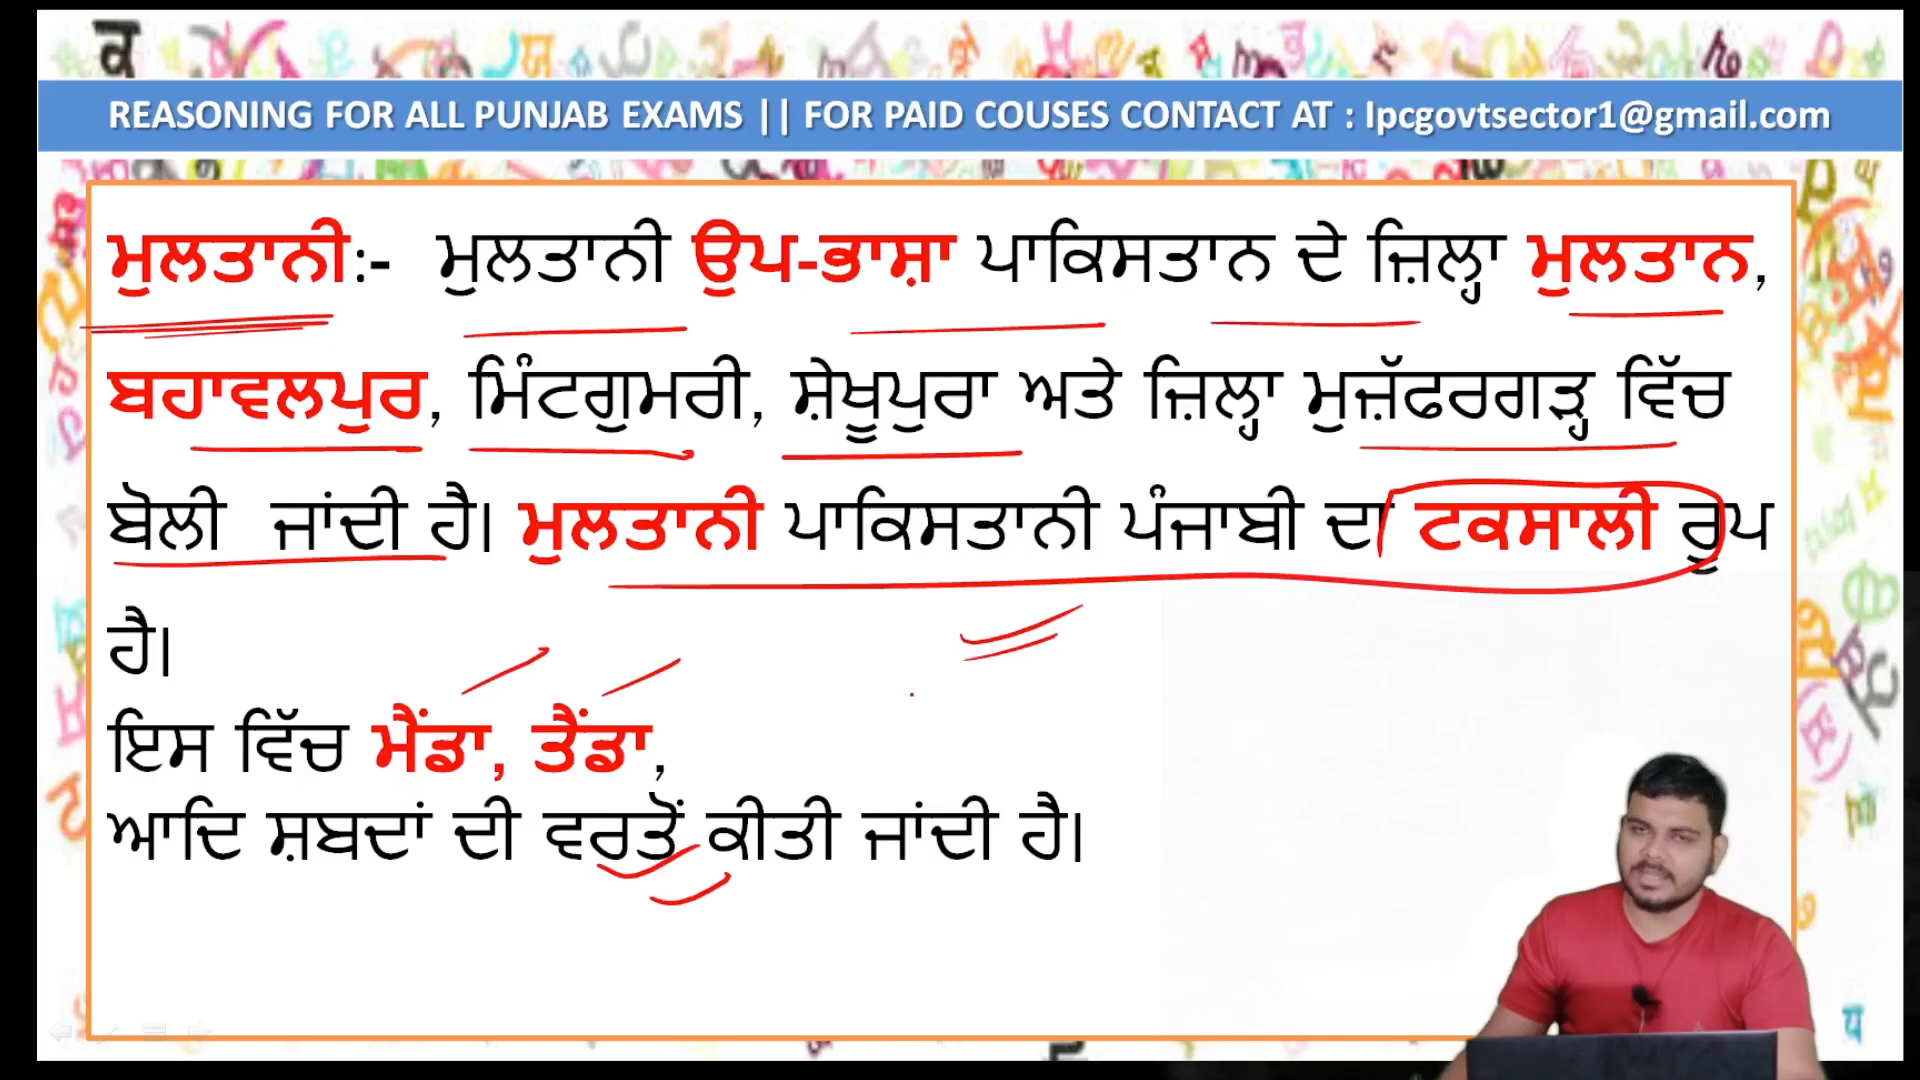 REASONING FOR ALL PUNJAB EXAMS || FOR PAID COUSES CONTACT AT : Ipcgovtsector1@gmail.com
ਮੁਲਤਾਨੀ:- ਮੁਲਤਾਨੀ ਉਪ-ਭਾਸ਼ਾ ਪਾਕਿਸਤਾਨ ਦੇ ਜ਼ਿਲ੍ਹਾ ਮੁਲਤਾਨ,
ਬਹਾਵਲਪੁਰ, ਮਿੰਟਗੁਮਰੀ, ਸ਼ੇਖੂਪੁਰਾ ਅਤੇ ਜ਼ਿਲ੍ਹਾ ਮੁਜ਼ੱਫਰਗੜ੍ਹ ਵਿੱਚ
ਬੋਲੀ ਜਾਂਦੀ ਹੈ। ਮੁਲਤਾਨੀ ਪਾਕਿਸਤਾਨੀ ਪੰਜਾਬੀ ਦਾ ਟਕਸਾਲੀ ਰੂਪ
ਹੈ।
ਇਸ ਵਿੱਚ ਮੈਂਡਾ, ਤੈਂਡਾ,
ਆਦਿ ਸ਼ਬਦਾਂ ਦੀ ਵਰਤੋਂ ਕੀਤੀ ਜਾਂਦੀ ਹੈ।